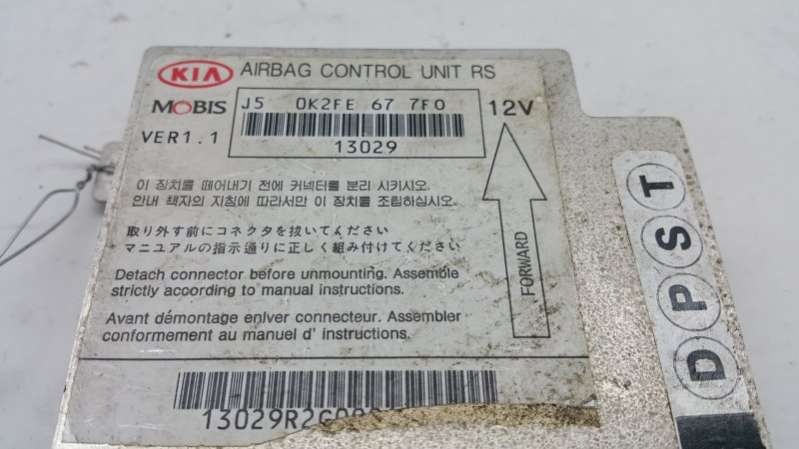 KIA AIRBAG CONTROL UNIT RS
MOBIS J5 0K2FE 67 7F0 12V
VER1.1 13029
이 장치를 떼어내기 전에 커넥터를 분리 시키시오.
안내 책자의 지침에 따라서만 이 장치를 조립하십시오.
取り外す前にコネクタを抜いてください
マニュアルの指示通りに正しく組み付けてください
FORWARD
Detach connector before unmounting. Assemble
strictly according to manual instructions.
Avant démontage enlver connecteur. Assembler
conformement au manuel d' instructions.
13029R2G00
D P S T